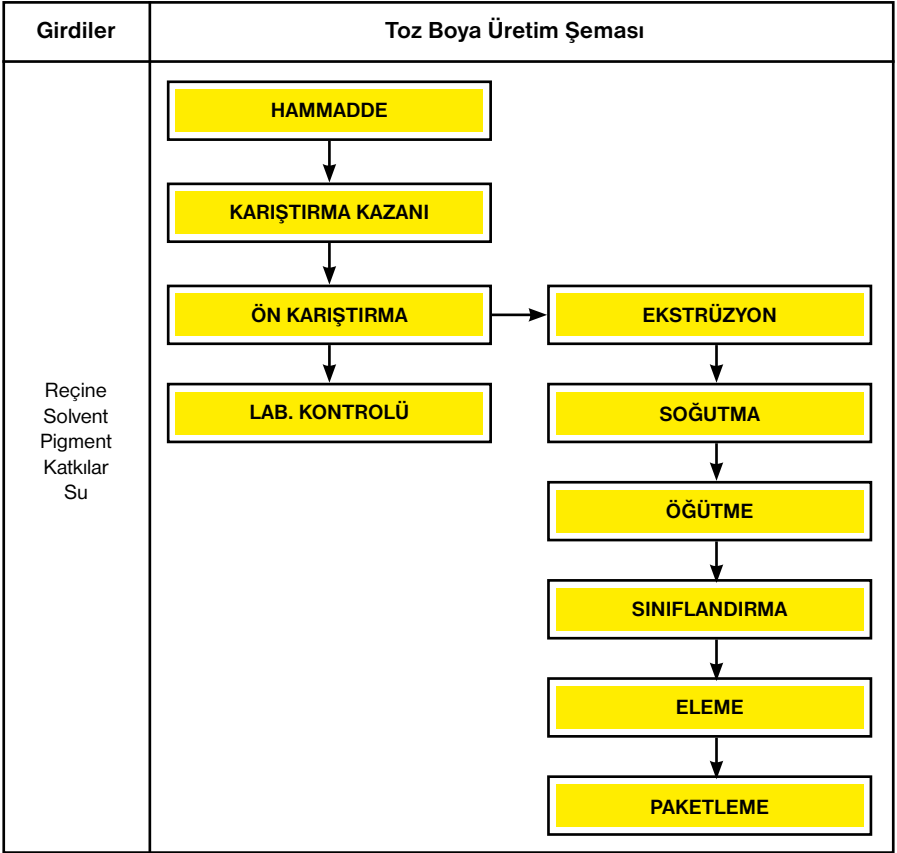 Girdiler
Toz Boya Üretim Şeması
Reçine
Solvent
Pigment
Katkılar
Su
HAMMADDE
KARIŞTIRMA KAZANI
ÖN KARIŞTIRMA
LAB. KONTROLÜ
EKSTRÜZYON
SOĞUTMA
ÖĞÜTME
SINIFLANDIRMA
ELEME
PAKETLEME